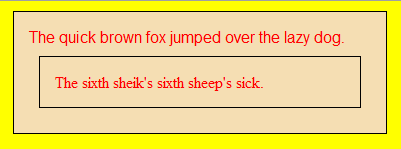 The quick brown fox jumped over the lazy dog.
The sixth sheik's sixth sheep's sick.